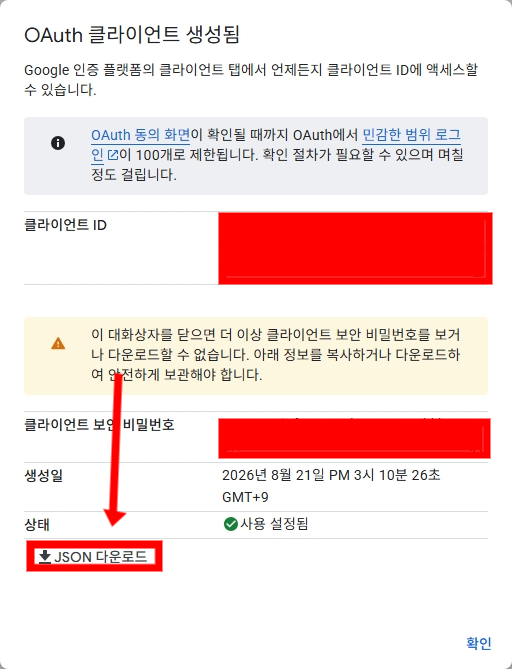 OAuth 클라이언트 생성됨
Google 인증 플랫폼의 클라이언트 탭에서 언제든지 클라이언트 ID에 액세스할
수 있습니다.
OAuth 동의 화면이 확인될 때까지 OAuth에서 민감한 범위 로그
인이 100개로 제한됩니다. 확인 절차가 필요할 수 있으며 며칠
정도 걸립니다.
클라이언트 ID
이 대화상자를 닫으면 더 이상 클라이언트 보안 비밀번호를 보거
나 다운로드할 수 없습니다. 아래 정보를 복사하거나 다운로드하
여 안전하게 보관해야 합니다.
클라이언트 보안 비밀번호
생성일 2026년 8월 21일 PM 3시 10분 26초
GMT+9
상태 사용 설정됨
JSON 다운로드
확인